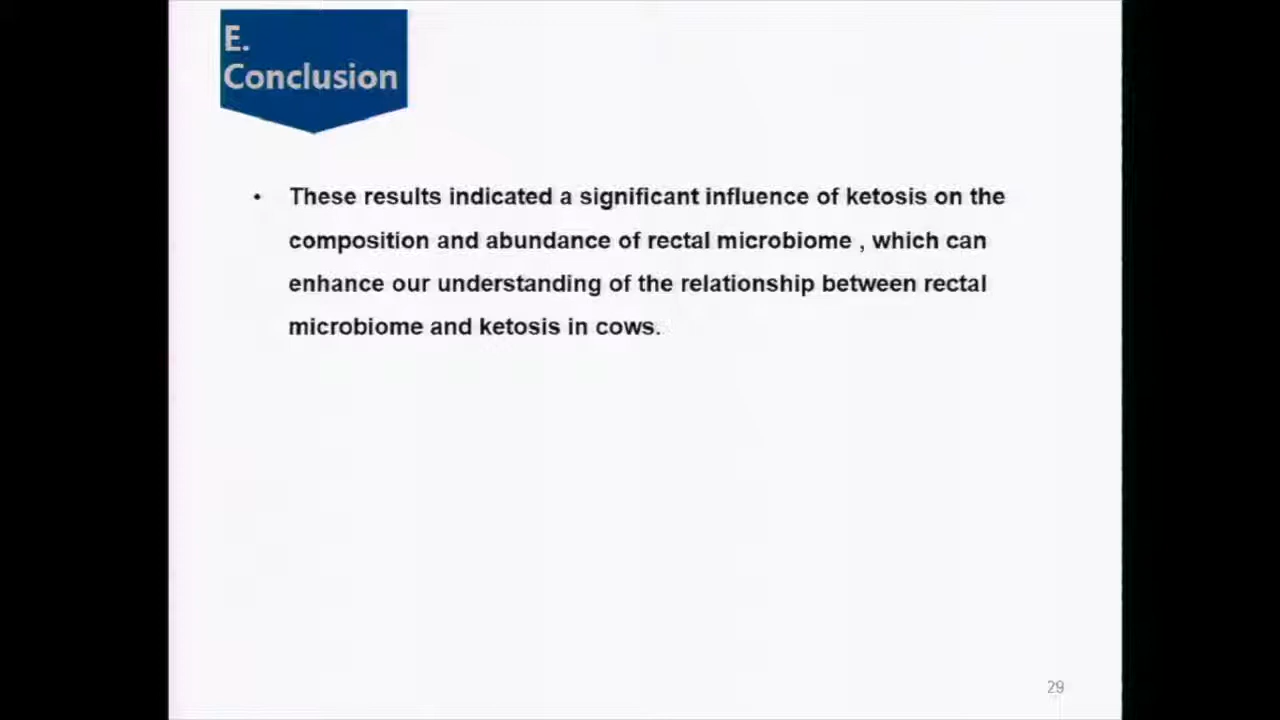 E.
Conclusion
• These results indicated a significant influence of ketosis on the
composition and abundance of rectal microbiome , which can
enhance our understanding of the relationship between rectal
microbiome and ketosis in cows.
29